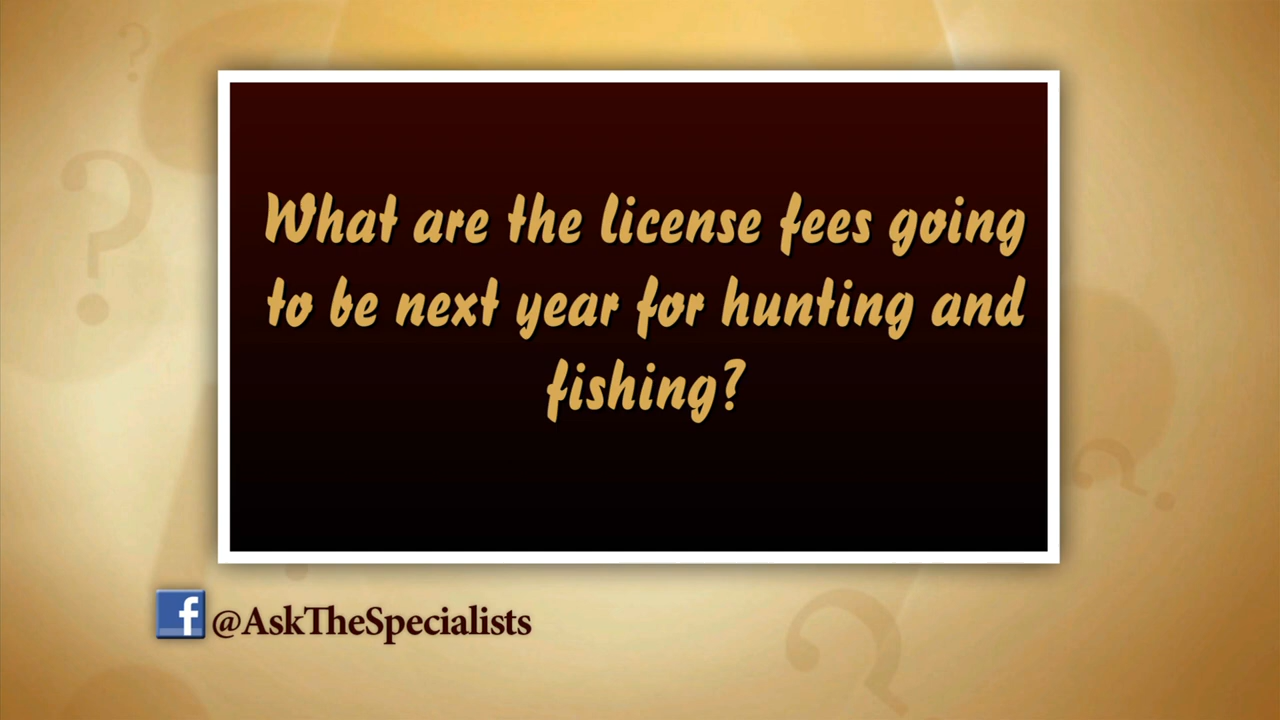 What are the license fees going
to be next year for hunting and
fishing?
f @AskTheSpecialists